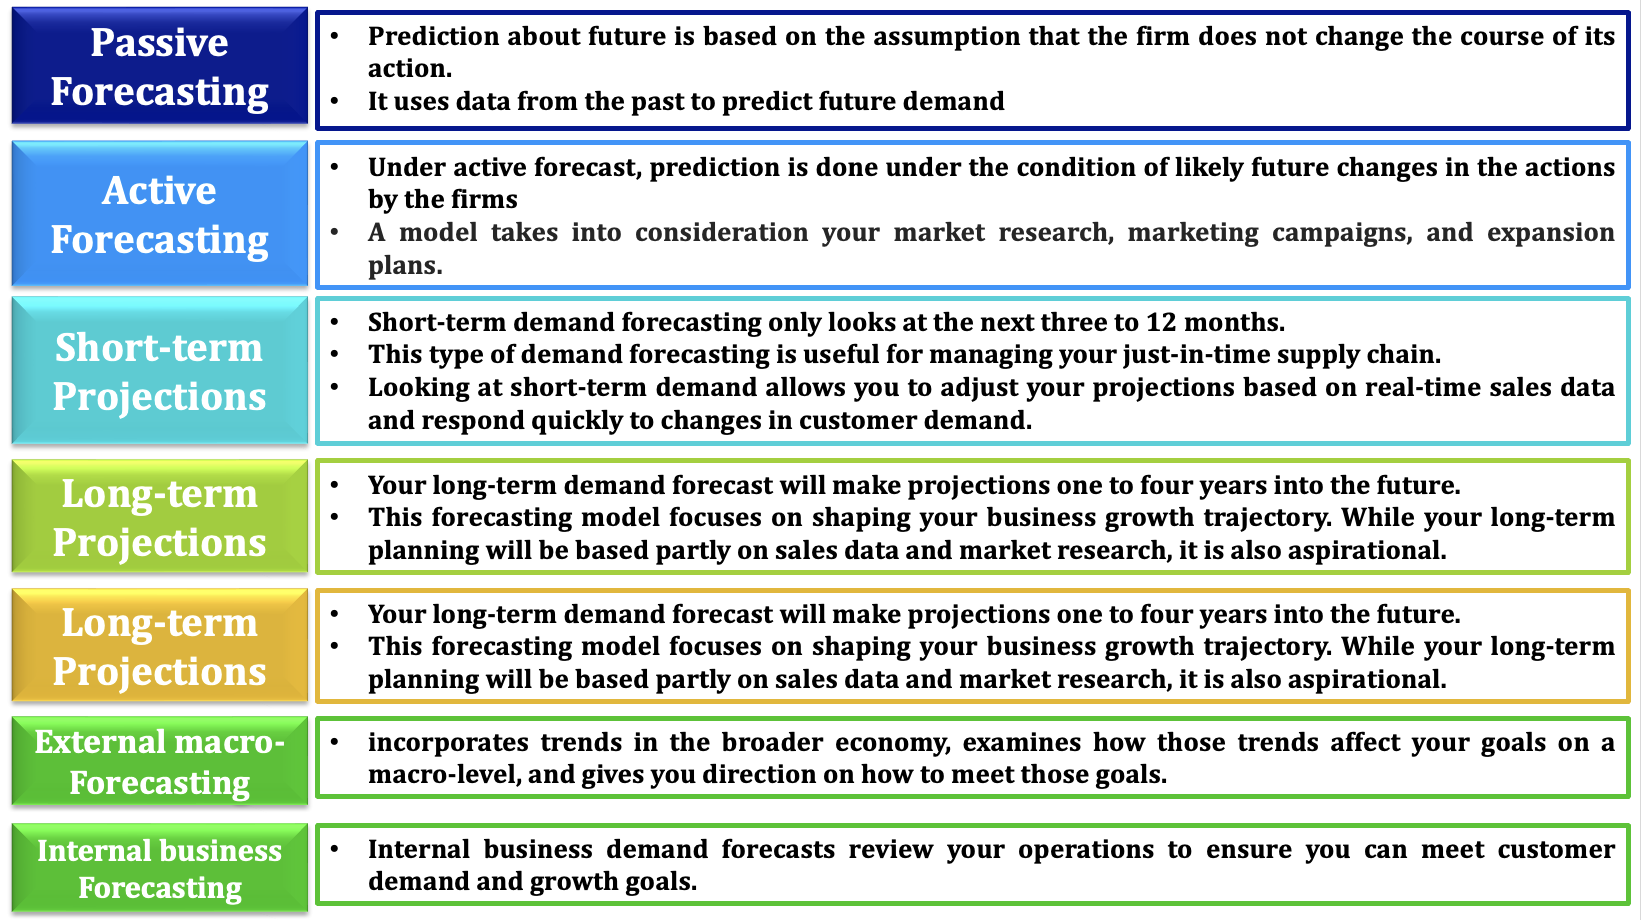 Passive
Forecasting
• Prediction about future is based on the assumption that the firm does not change the course of its
action.
• It uses data from the past to predict future demand
Active
Forecasting
• Under active forecast, prediction is done under the condition of likely future changes in the actions
by the firms
• A model takes into consideration your market research, marketing campaigns, and expansion
plans.
Short-term
Projections
• Short-term demand forecasting only looks at the next three to 12 months.
• This type of demand forecasting is useful for managing your just-in-time supply chain.
• Looking at short-term demand allows you to adjust your projections based on real-time sales data
and respond quickly to changes in customer demand.
Long-term
Projections
• Your long-term demand forecast will make projections one to four years into the future.
• This forecasting model focuses on shaping your business growth trajectory. While your long-term
planning will be based partly on sales data and market research, it is also aspirational.
Long-term
Projections
• Your long-term demand forecast will make projections one to four years into the future.
• This forecasting model focuses on shaping your business growth trajectory. While your long-term
planning will be based partly on sales data and market research, it is also aspirational.
External macro-
Forecasting
• incorporates trends in the broader economy, examines how those trends affect your goals on a
macro-level, and gives you direction on how to meet those goals.
Internal business
Forecasting
• Internal business demand forecasts review your operations to ensure you can meet customer
demand and growth goals.